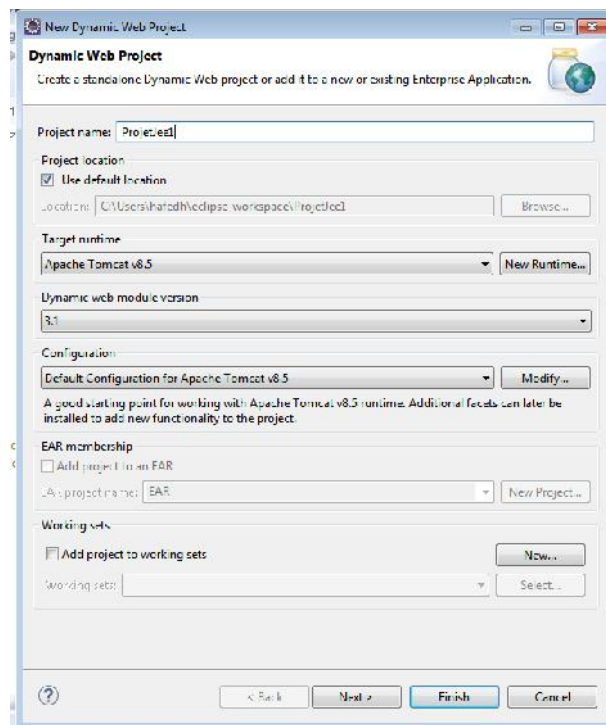 New Dynamic Web Project
Dynamic Web Project
Create a standalone Dynamic Web project or add it to a new or existing Enterprise Application.
Project name: ProjetJee1
Project location
Use default location
Location: C:\Users\hafedh\eclipse-workspace\ProjetJee1 Browse...
Target runtime
Apache Tomcat v8.5 New Runtime...
Dynamic web module version
3.1
Configuration
Default Configuration for Apache Tomcat v8.5 Modify...
A good starting point for working with Apache Tomcat v8.5 runtime. Additional facets can later be
installed to add new functionality to the project.
EAR membership
Add project to an EAR
EAR project name: EAR New Project...
Working sets
Add project to working sets New...
Working sets: Select...
< Back Next > Finish Cancel